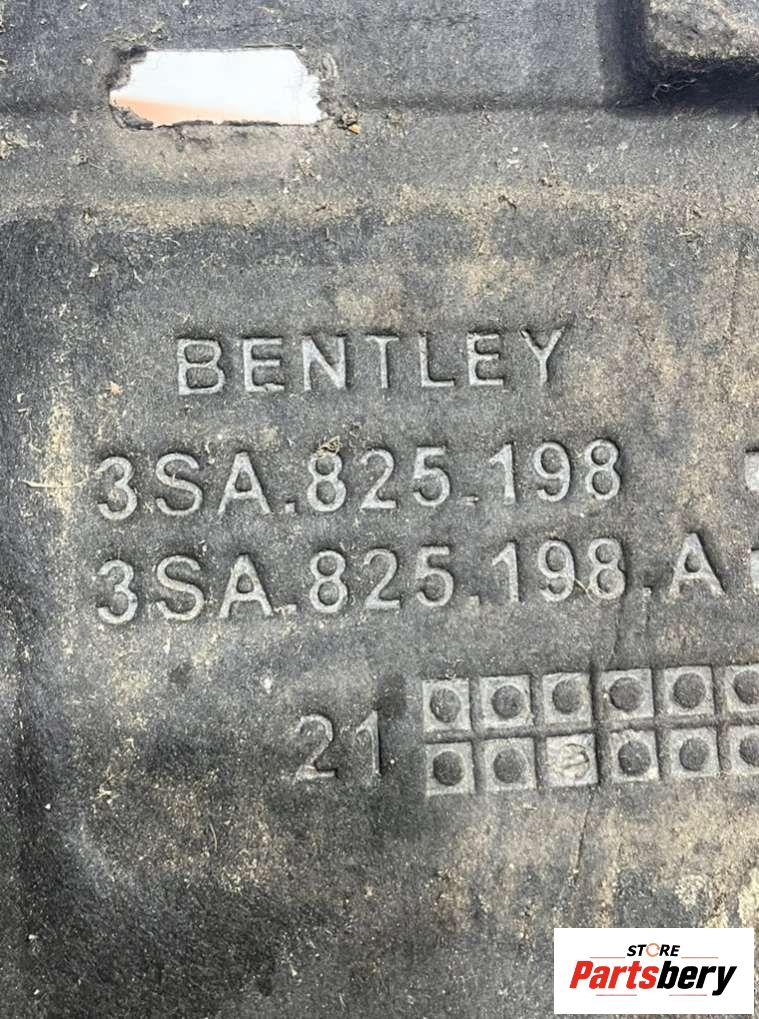 BENTLEY
3SA.825.198
3SA.825.198.A
21
STORE
Partsbery